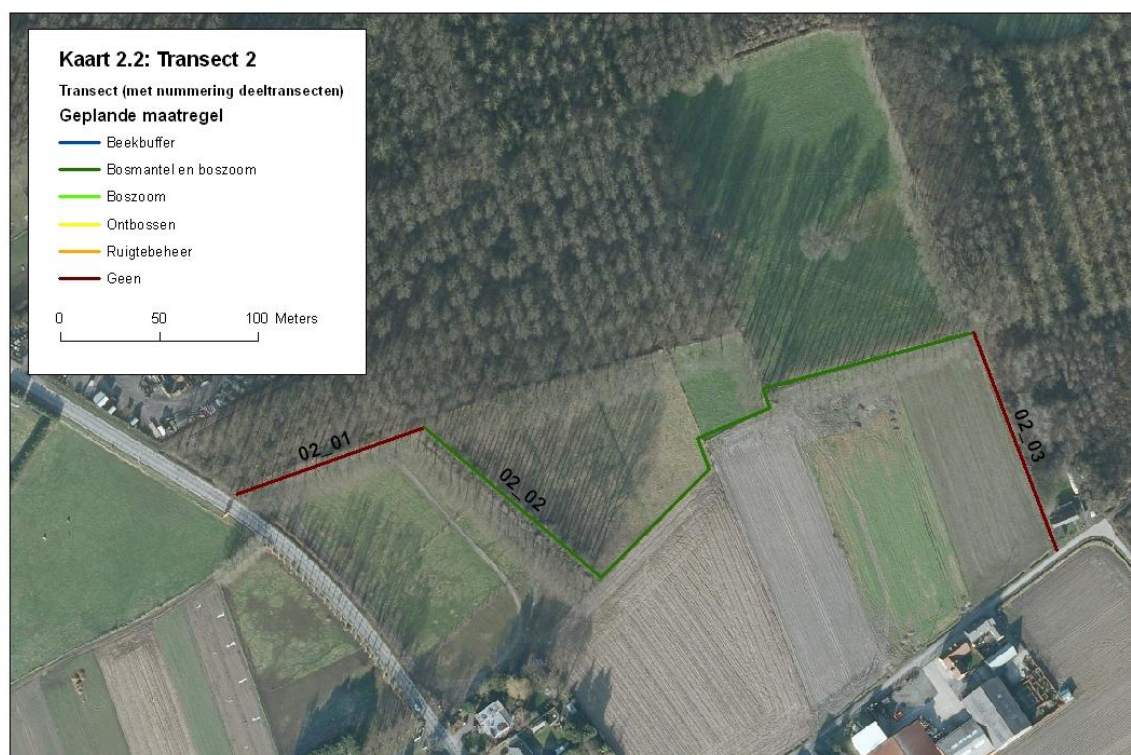 Kaart 2.2: Transect 2
Transect (met nummering deeltransecten)
Geplande maatregel
Beekbuffer
Bosmantel en boszoom
Boszoom
Ontbossen
Ruigtebeheer
Geen
0 50 100 Meters
02_01
02_02
02_03